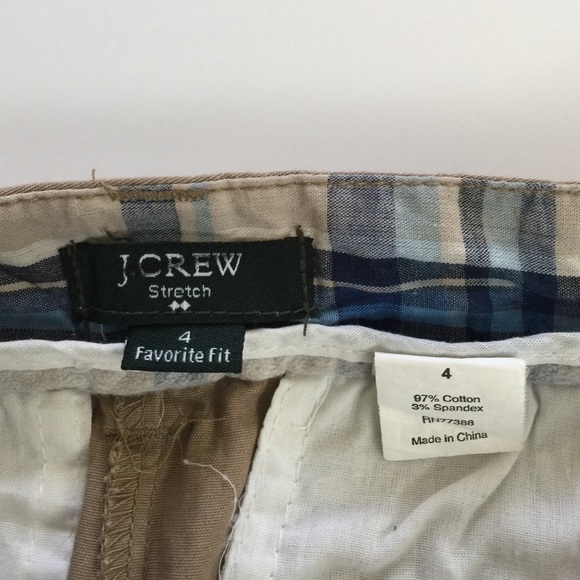 J.CREW
Stretch
4
Favorite Fit
4
97% Cotton
3% Spandex
RN77388
Made in China